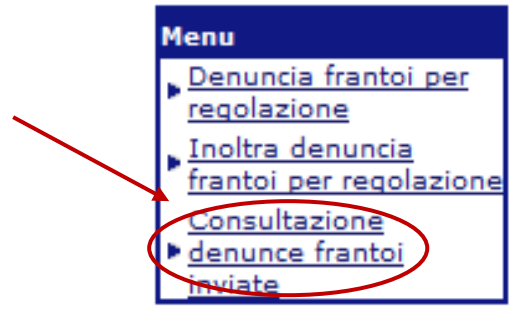 Menu
Denuncia frantoi per
regolazione
Inoltra denuncia
frantoi per regolazione
Consultazione
denunce frantoi
inviate